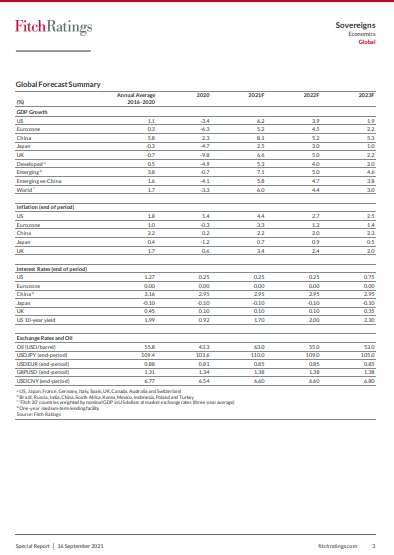 FitchRatings
Sovereigns
Economics
Global
Global Forecast Summary
(%) Annual Average 2016-2020 2020 2021F 2022F 2023F
GDP Growth
US 1.1 -3.4 6.2 3.9 1.9
Eurozone 0.3 -6.3 5.2 4.5 2.2
China 5.8 2.3 8.1 5.2 5.3
Japan -0.3 -4.7 2.5 3.0 1.0
UK -0.7 -9.8 6.6 5.0 2.2
Developed a 0.5 -4.9 5.3 4.0 2.0
Emerging b 3.8 -0.7 7.1 5.0 4.6
Emerging ex-China 1.6 -4.1 5.8 4.7 3.8
World c 1.7 -3.3 6.0 4.4 3.0
Inflation (end of period)
US 1.8 1.4 4.4 2.7 2.5
Eurozone 1.0 -0.3 3.3 1.2 1.4
China 2.2 0.2 2.2 2.0 2.3
Japan 0.4 -1.2 0.7 0.9 0.5
UK 1.7 0.6 3.4 2.4 2.0
Interest Rates (end of period)
US 1.27 0.25 0.25 0.25 0.75
Eurozone 0.00 0.00 0.00 0.00 0.00
China d 3.16 2.95 2.95 2.95 2.95
Japan -0.10 -0.10 -0.10 -0.10 -0.10
UK 0.45 0.10 0.10 0.10 0.35
US 10-year yield 1.99 0.92 1.70 2.00 2.30
Exchange Rates and Oil
Oil (USD/barrel) 55.8 43.3 63.0 55.0 53.0
USDJPY (end-period) 109.4 103.6 110.0 109.0 105.0
USDEUR (end-period) 0.88 0.81 0.85 0.85 0.85
GBPUSD (end-period) 1.31 1.34 1.38 1.38 1.38
USDCNY (end-period) 6.77 6.54 6.60 6.60 6.80
a US, Japan, France, Germany, Italy, Spain, UK, Canada, Australia and Switzerland
b Brazil, Russia, India, China, South Africa, Korea, Mexico, Indonesia, Poland and Turkey
c 'Fitch 20' countries weighted by nominal GDP in US dollars at market exchange rates (three-year average)
d One-year medium-term lending facility
Source: Fitch Ratings
Special Report | 16 September 2021 fitchratings.com 3